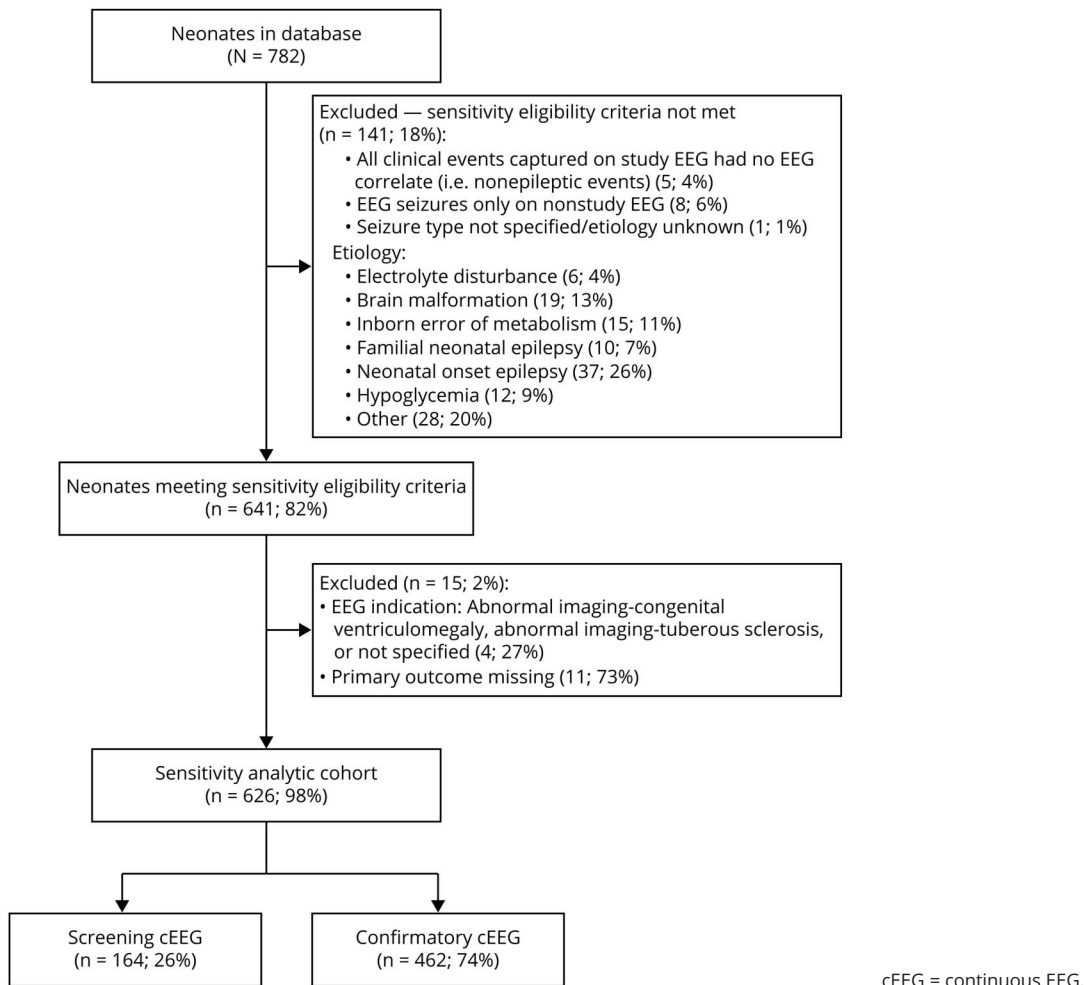 Neonates in database
(N = 782)
Excluded — sensitivity eligibility criteria not met
(n = 141; 18%):
• All clinical events captured on study EEG had no EEG
correlate (i.e. nonepileptic events) (5; 4%)
• EEG seizures only on nonstudy EEG (8; 6%)
• Seizure type not specified/etiology unknown (1; 1%)
Etiology:
• Electrolyte disturbance (6; 4%)
• Brain malformation (19; 13%)
• Inborn error of metabolism (15; 11%)
• Familial neonatal epilepsy (10; 7%)
• Neonatal onset epilepsy (37; 26%)
• Hypoglycemia (12; 9%)
• Other (28; 20%)
Neonates meeting sensitivity eligibility criteria
(n = 641; 82%)
Excluded (n = 15; 2%):
• EEG indication: Abnormal imaging-congenital
ventriculomegaly, abnormal imaging-tuberous sclerosis,
or not specified (4; 27%)
• Primary outcome missing (11; 73%)
Sensitivity analytic cohort
(n = 626; 98%)
Screening cEEG
(n = 164; 26%)
Confirmatory cEEG
(n = 462; 74%)
cEEG = continuous EEG